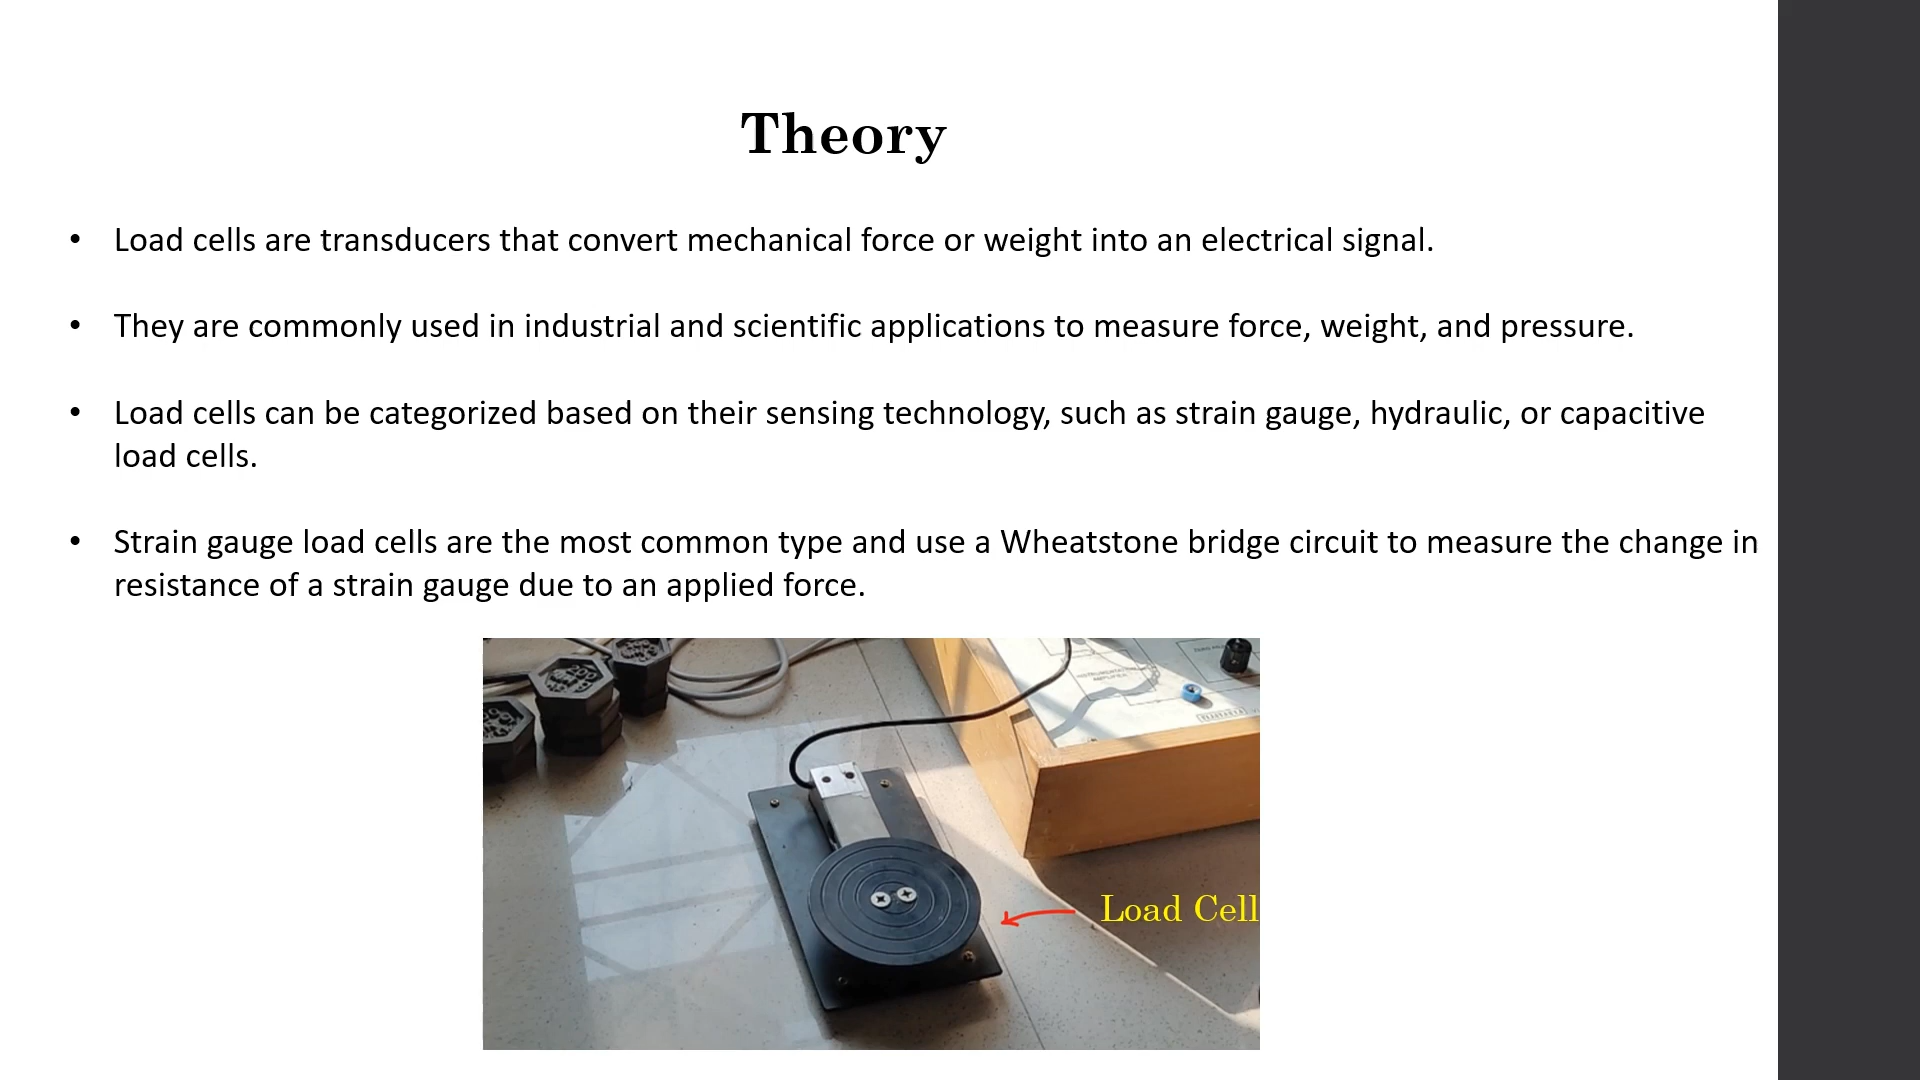 Theory
• Load cells are transducers that convert mechanical force or weight into an electrical signal.
• They are commonly used in industrial and scientific applications to measure force, weight, and pressure.
• Load cells can be categorized based on their sensing technology, such as strain gauge, hydraulic, or capacitive
load cells.
• Strain gauge load cells are the most common type and use a Wheatstone bridge circuit to measure the change in
resistance of a strain gauge due to an applied force.
Load Cell